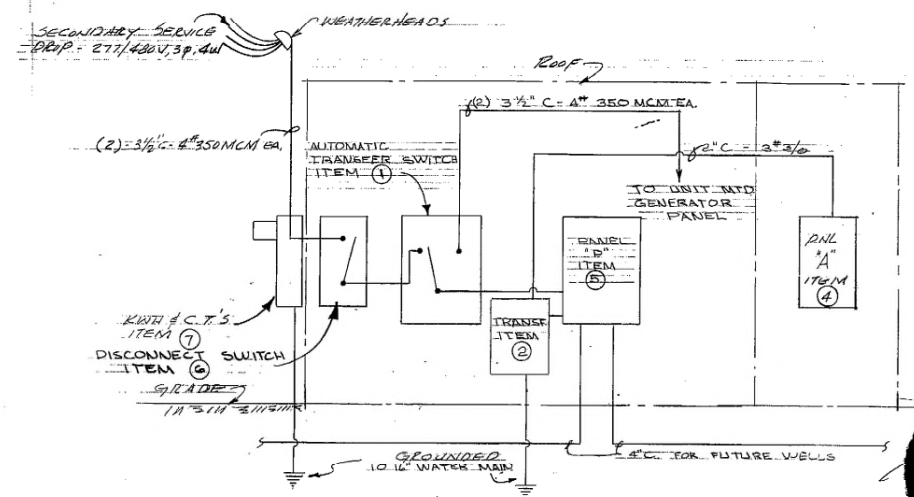 SECONDARY SERVICE
DROP - 277/480V, 3φ, 4W
WEATHERHEADS
ROOF
(2) 3½" C - 4# 350 MCM EA.
(2) = 3½"C - 4# 350 MCM EA.
AUTOMATIC
TRANSFER SWITCH
ITEM 1
2" C - 3# 3/0
TO UNIT MTD
GENERATOR
PANEL
PANEL
ITEM
5
PNL
"A"
ITEM
4
KWH & C.T.'S
ITEM 7
TRANSF
ITEM
2
DISCONNECT SWITCH
ITEM 6
GRADE
GROUNDED
TO 16" WATER MAIN
4"C. FOR FUTURE WELLS